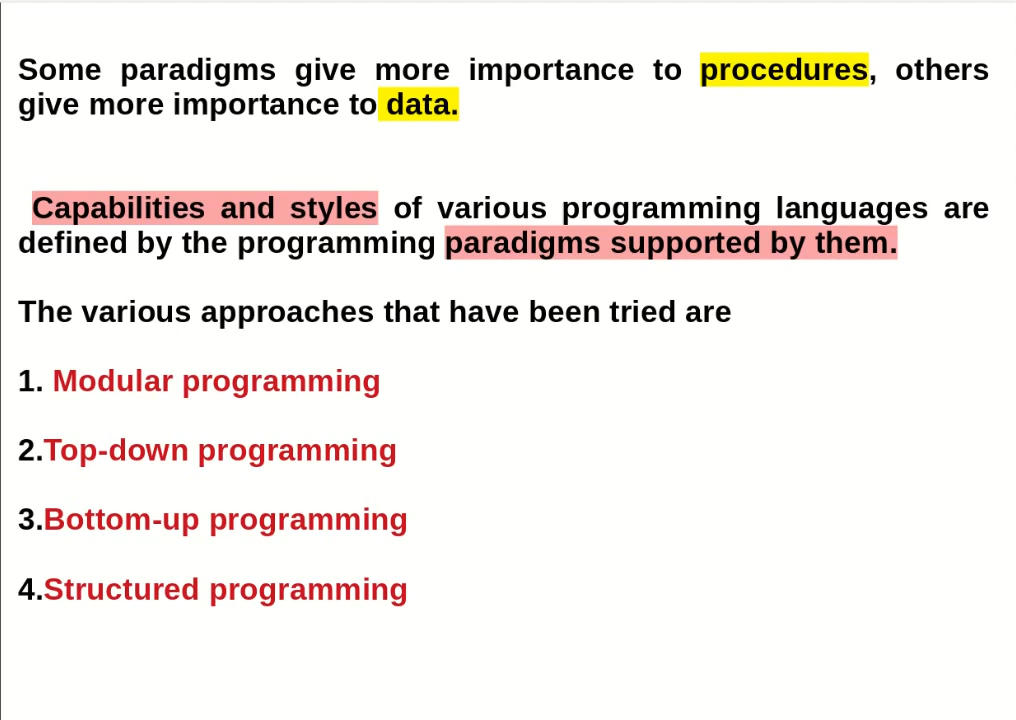 Some paradigms give more importance to procedures, others
give more importance to data.
Capabilities and styles of various programming languages are
defined by the programming paradigms supported by them.
The various approaches that have been tried are
1. Modular programming
2.Top-down programming
3.Bottom-up programming
4.Structured programming